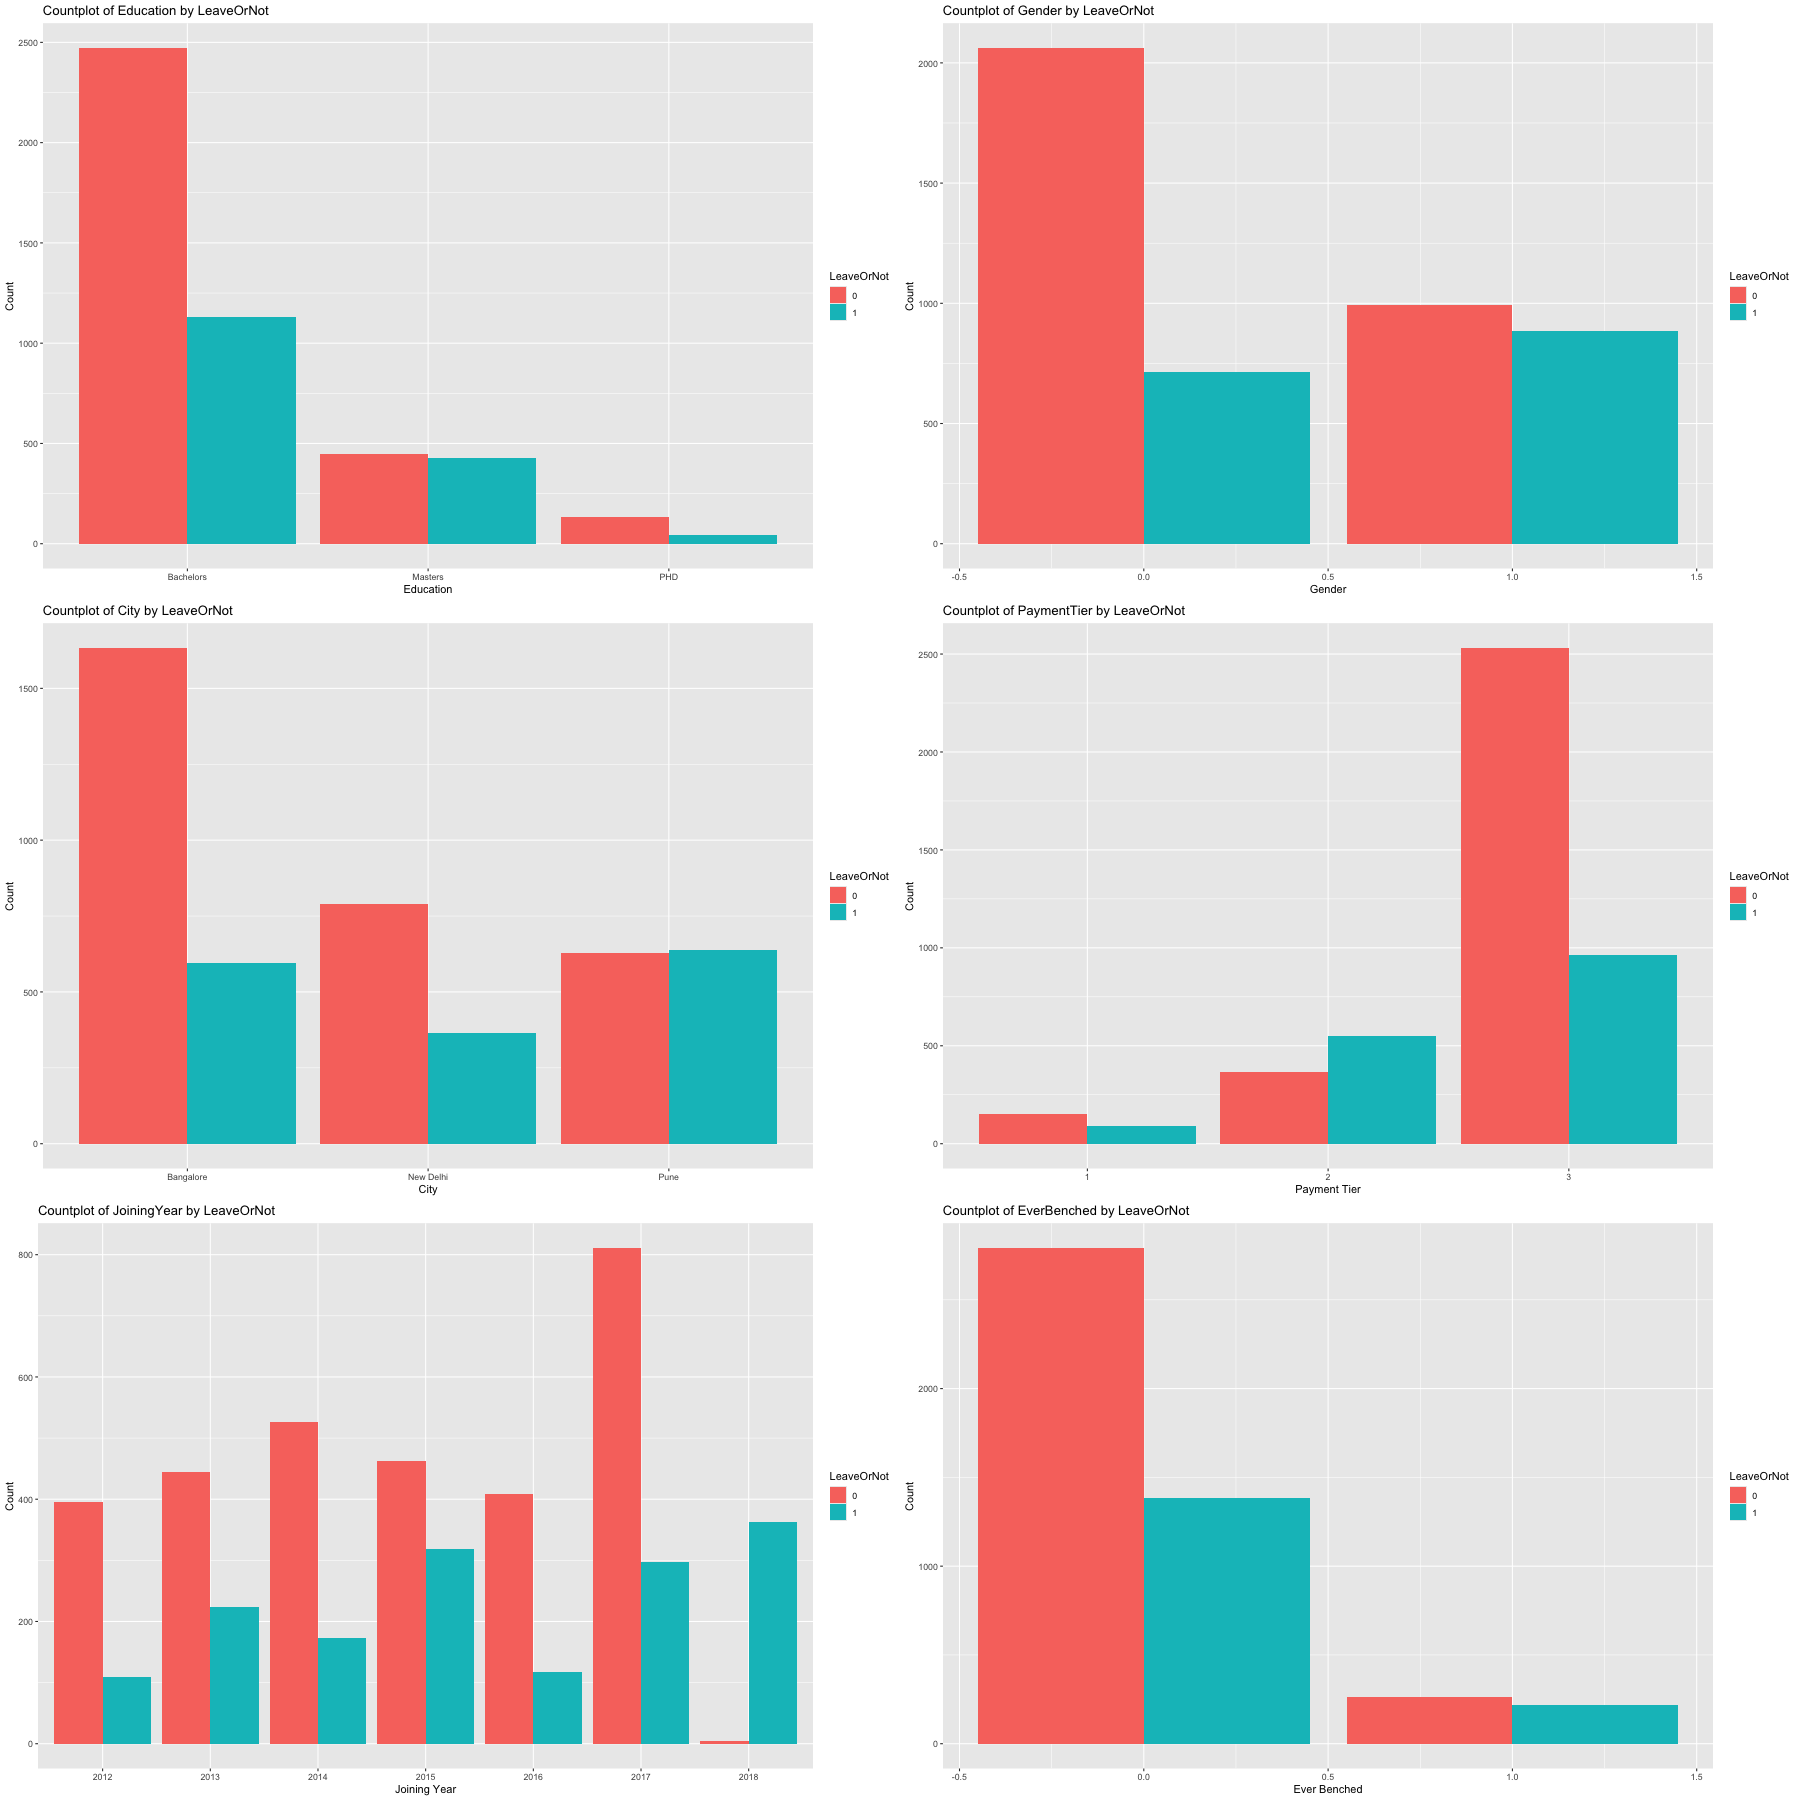 Countplot of Education by LeaveOrNot
2500
2000
1500
1000
500
0
Count
Bachelors
Masters
PHD
Education
LeaveOrNot
0
1
Countplot of Gender by LeaveOrNot
2000
1500
1000
500
0
Count
-0.5
0.0
0.5
1.0
1.5
Gender
LeaveOrNot
0
1
Countplot of City by LeaveOrNot
1500
1000
500
0
Count
Bangalore
New Delhi
Pune
City
LeaveOrNot
0
1
Countplot of PaymentTier by LeaveOrNot
2500
2000
1500
1000
500
0
Count
1
2
3
Payment Tier
LeaveOrNot
0
1
Countplot of JoiningYear by LeaveOrNot
800
600
400
200
0
Count
2012
2013
2014
2015
2016
2017
2018
Joining Year
LeaveOrNot
0
1
Countplot of EverBenched by LeaveOrNot
2000
1000
0
Count
-0.5
0.0
0.5
1.0
1.5
Ever Benched
LeaveOrNot
0
1